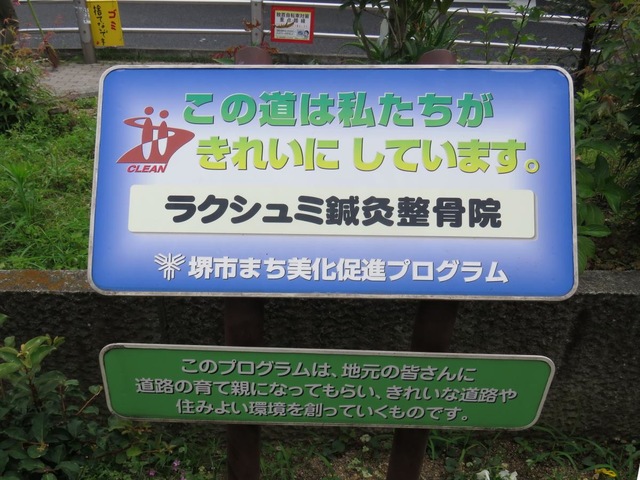 ゴミ
この道は私たちが
きれいにしています。
CLEAN
ラクシュミ鍼灸整骨院
堺市まち美化促進プログラム
このプログラムは、地元の皆さんに
道路の育て親になってもらい、きれいな道路や
住みよい環境を創っていくものです。